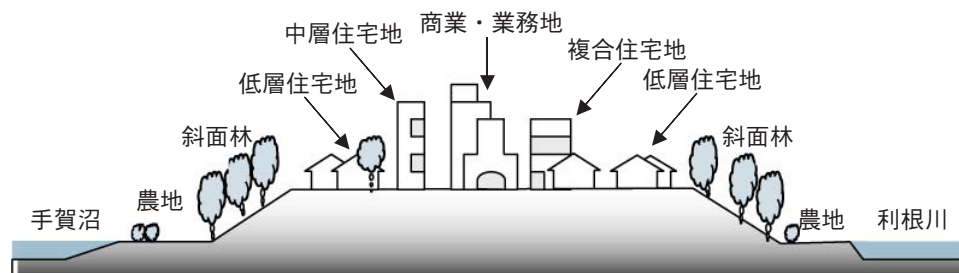 商業・業務地
中層住宅地
複合住宅地
低層住宅地
低層住宅地
斜面林
斜面林
農地
農地
手賀沼
利根川